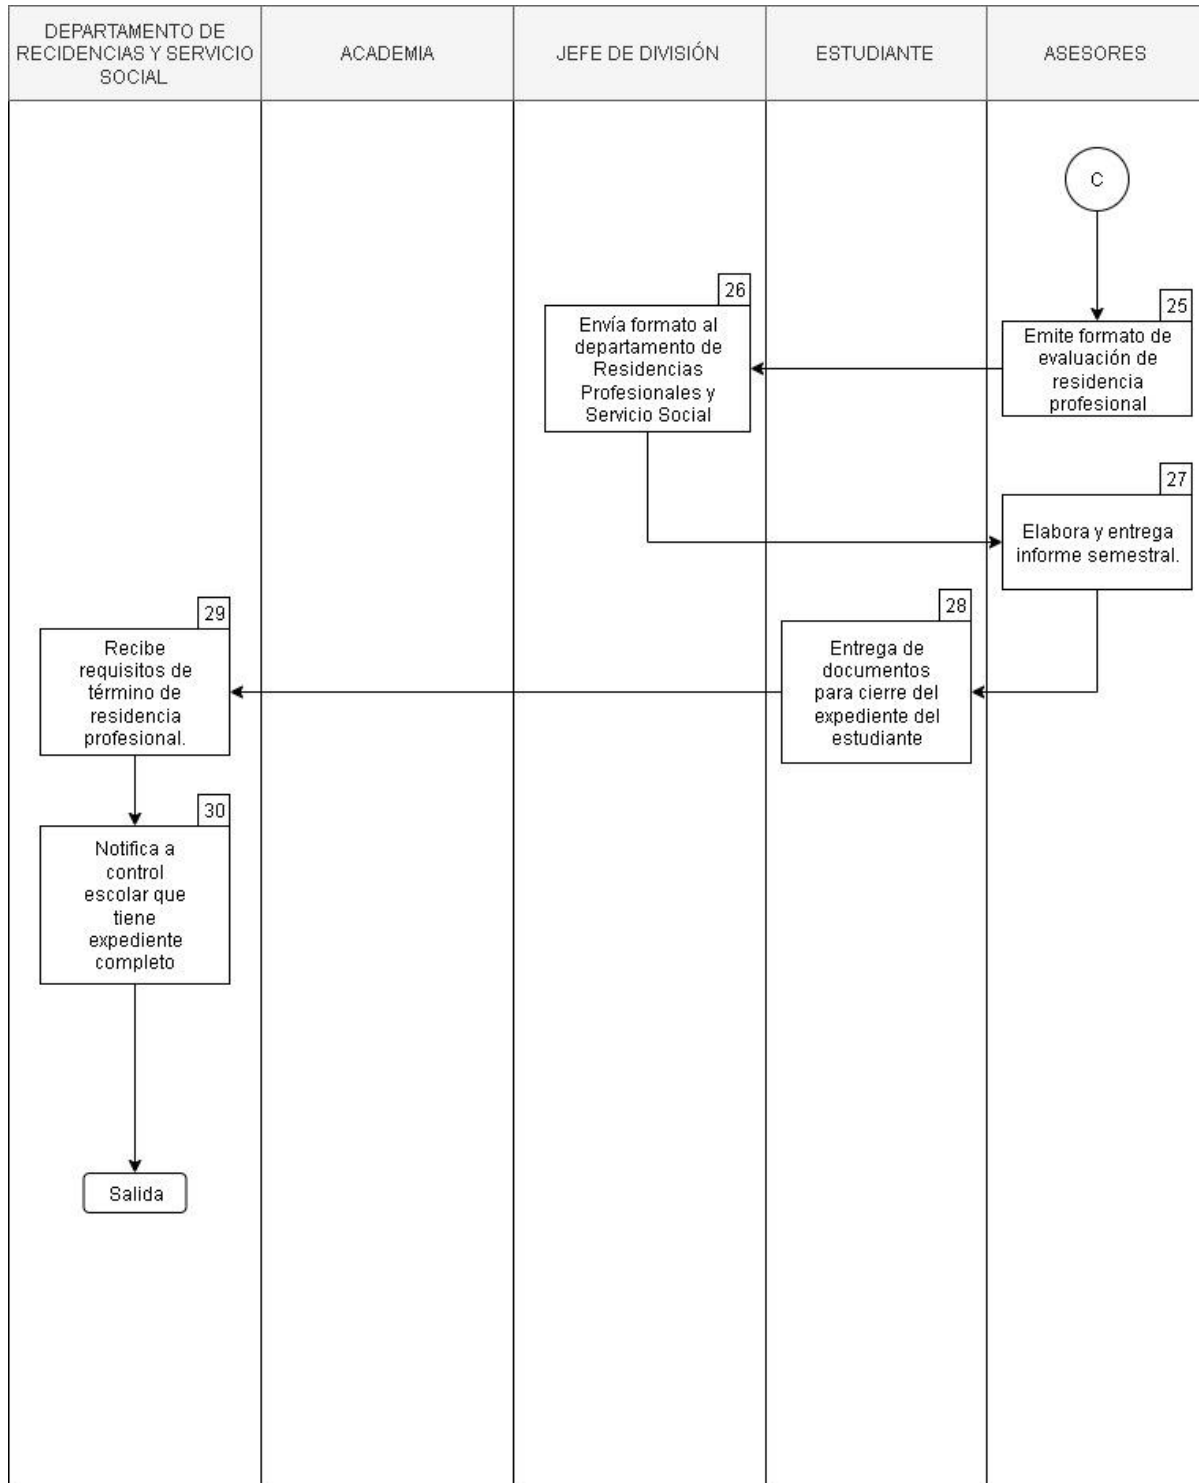 DEPARTAMENTO DE
RECIDENCIAS Y SERVICIO
SOCIAL
ACADEMIA
JEFE DE DIVISIÓN
ESTUDIANTE
ASESORES
C
25
Emite formato de
evaluación de
residencia
profesional
26
Envía formato al
departamento de
Residencias
Profesionales y
Servicio Social
27
Elabora y entrega
informe semestral.
28
Entrega de
documentos
para cierre del
expediente del
estudiante
29
Recibe
requisitos de
término de
residencia
profesional.
30
Notifica a
control
escolar que
tiene
expediente
completo
Salida